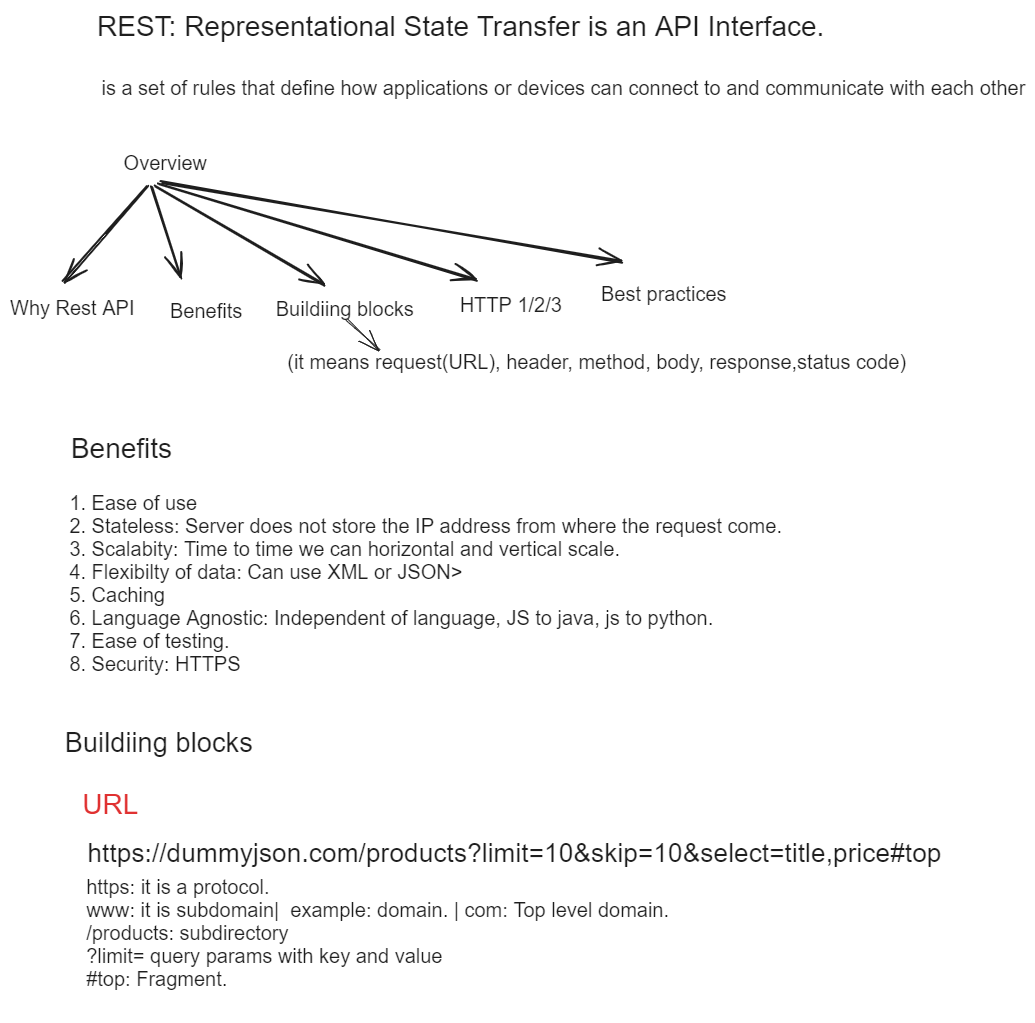 REST: Representational State Transfer is an API Interface.
is a set of rules that define how applications or devices can connect to and communicate with each other
Overview
Why Rest API
Benefits
Buildiing blocks
HTTP 1/2/3
Best practices
(it means request(URL), header, method, body, response,status code)
Benefits
1. Ease of use
2. Stateless: Server does not store the IP address from where the request come.
3. Scalabity: Time to time we can horizontal and vertical scale.
4. Flexibilty of data: Can use XML or JSON>
5. Caching
6. Language Agnostic: Independent of language, JS to java, js to python.
7. Ease of testing.
8. Security: HTTPS
Buildiing blocks
URL
https://dummyjson.com/products?limit=10&skip=10&select=title,price#top
https: it is a protocol.
www: it is subdomain|  example: domain. | com: Top level domain.
/products: subdirectory
?limit= query params with key and value
#top: Fragment.